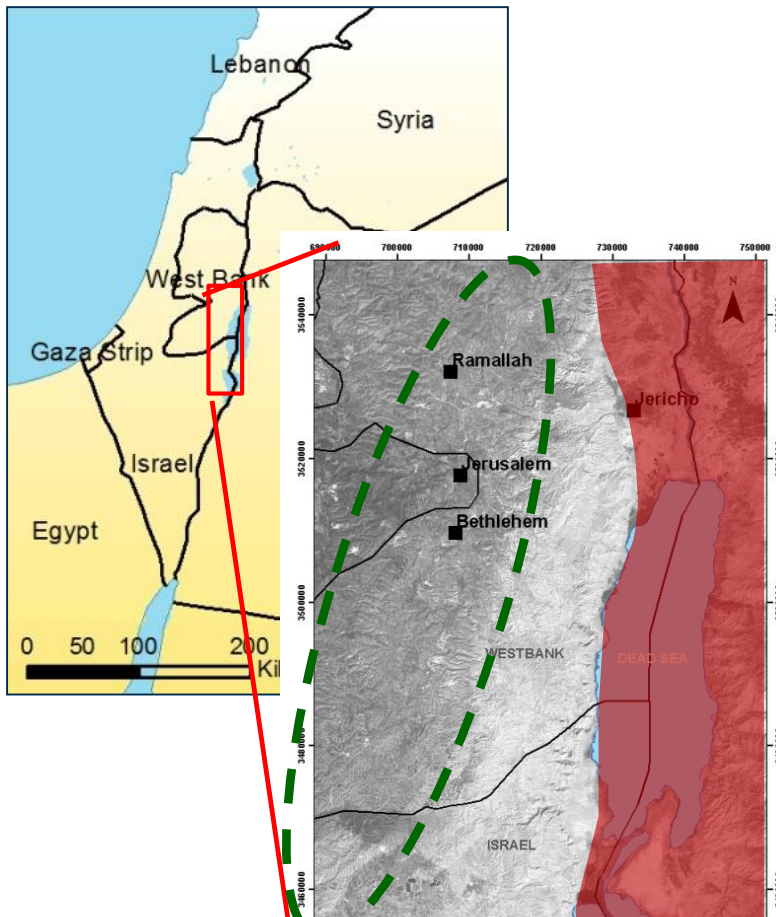 Lebanon
Syria
West Bank
Gaza Strip
Israel
Egypt
0 50 100 200
Kil
690000 700000 710000 720000 730000 740000 750000
N
3540000
Ramallah
Jericho
3520000
Jerusalem
Bethlehem
3500000
WESTBANK
DEAD SEA
3480000
ISRAEL
3460000